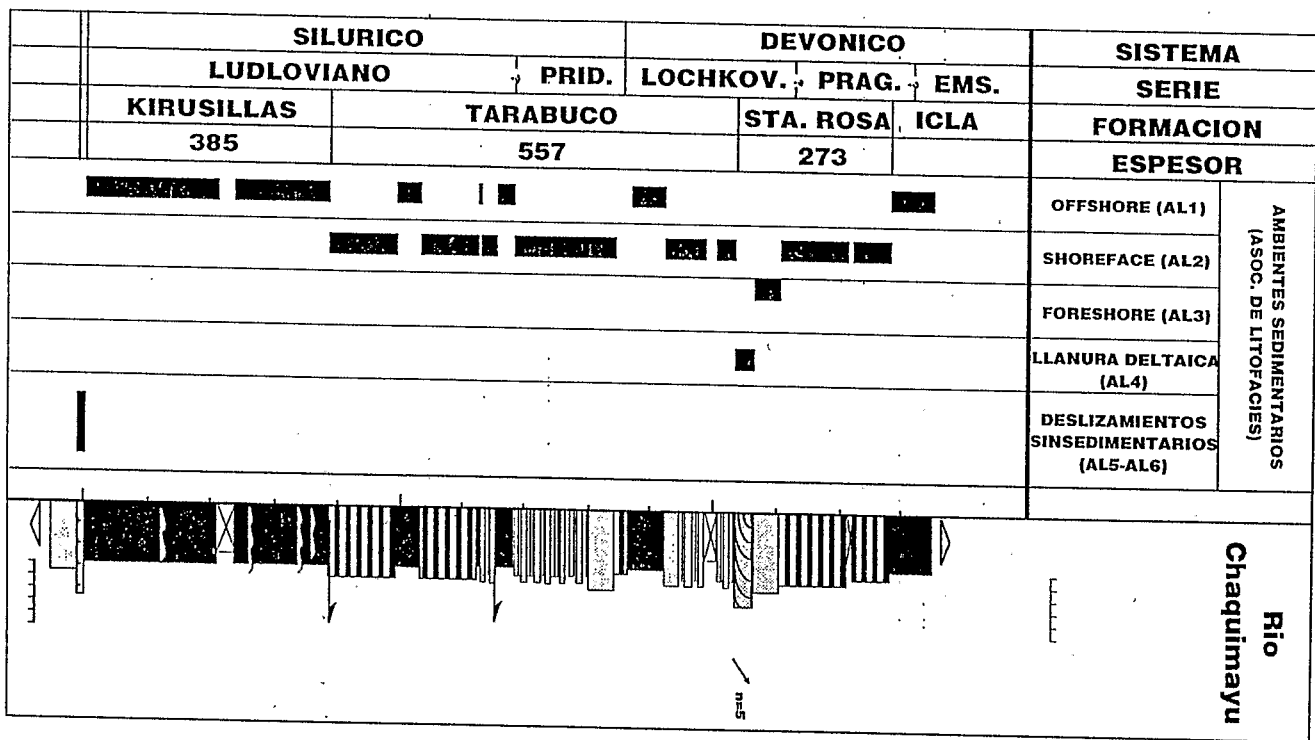 SILURICO DEVONICO SISTEMA
LUDLOVIANO PRID. LOCHKOV. PRAG. EMS. SERIE
KIRUSILLAS TARABUCO STA. ROSA ICLA FORMACION
385 557 273 ESPESOR
OFFSHORE (AL1)
SHOREFACE (AL2)
FORESHORE (AL3)
LLANURA DELTAICA
(AL4)
DESLIZAMIENTOS
SINSEDIMENTARIOS
(AL5-AL6)
AMBIENTES SEDIMENTARIOS
(ASOC. DE LITOFACIES)
Rio
Chaquimayu
n=5